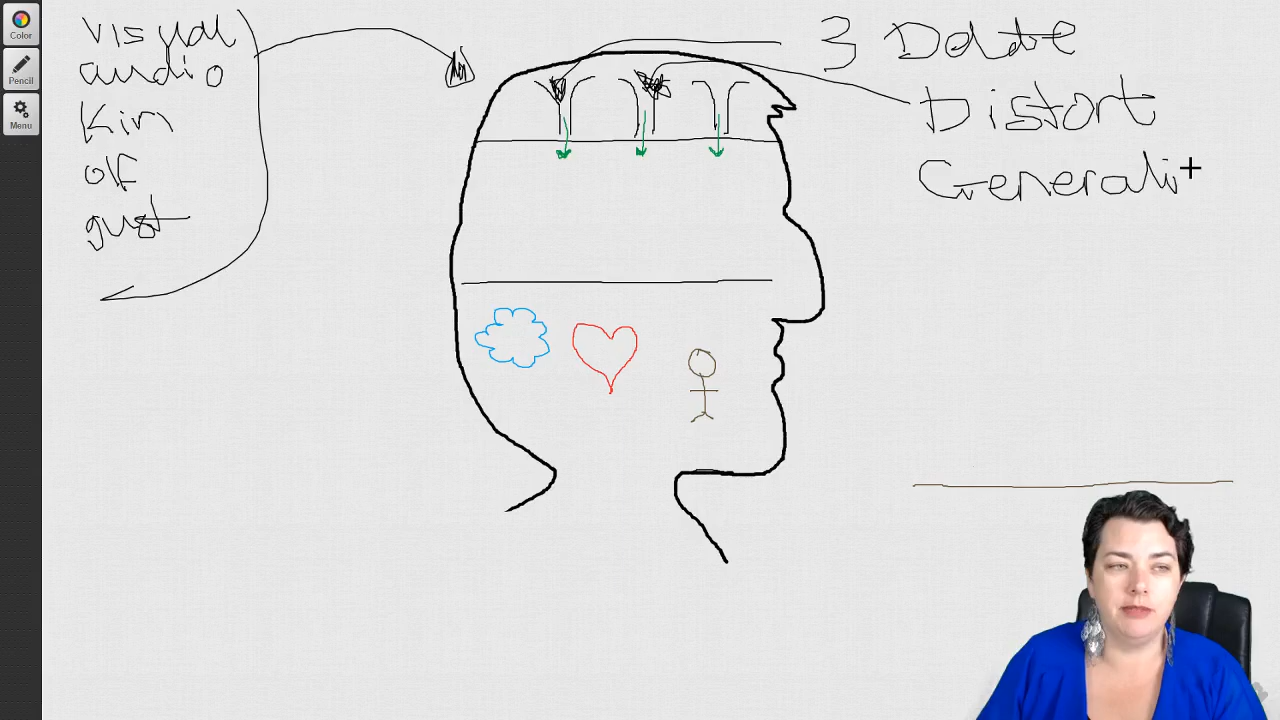 Color
Pencil
Menu
visual
audio
Kin
olf
gust
3 Delete
Distort
Generali